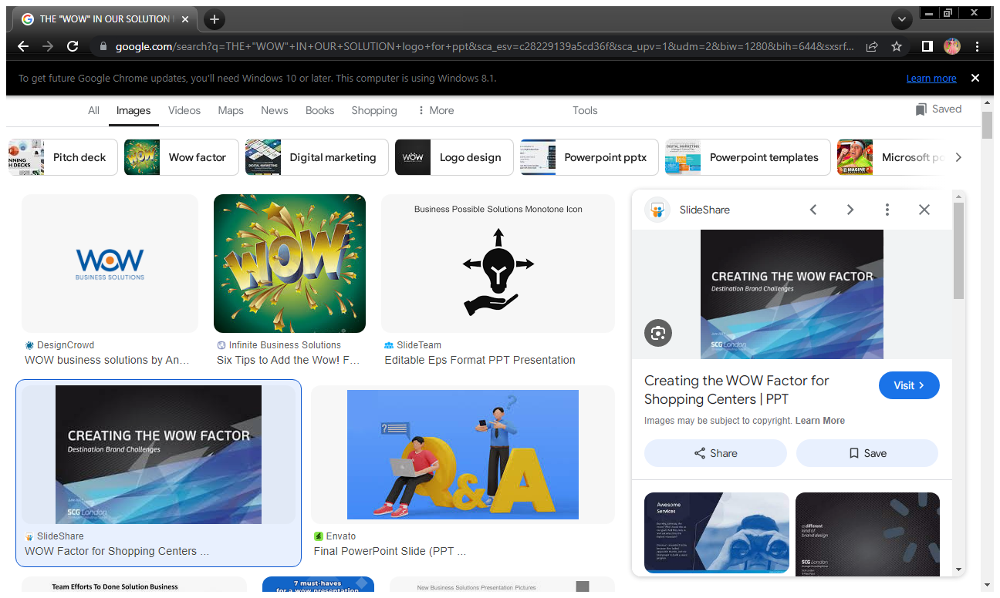 THE "WOW" IN OUR SOLUTION
google.com/search?q=THE+"WOW"+IN+OUR+SOLUTION+logo+for+ppt&sca_esv=c28229139a5cd36f&sca_upv=1&udm=2&biw=1280&bih=644&sxsrf...
To get future Google Chrome updates, you'll need Windows 10 or later. This computer is using Windows 8.1.
Learn more
All Images Videos Maps News Books Shopping More Tools Saved
Pitch deck
WOW
Wow factor
DIGITAL MARKETING
Digital marketing
WOW
Logo design
Powerpoint pptx
DIGITAL MARKETING
Powerpoint templates
IMAGINE
Microsoft po
WOW
BUSINESS SOLUTIONS
DesignCrowd
WOW business solutions by An...
WOW
Infinite Business Solutions
Six Tips to Add the Wow! F...
Business Possible Solutions Monotone Icon
SlideTeam
Editable Eps Format PPT Presentation
CREATING THE WOW FACTOR
Destination Brand Challenges
SCG London
SlideShare
WOW Factor for Shopping Centers ...
?
?
Q&A
Envato
Final PowerPoint Slide (PPT ...
Team Efforts To Done Solution Business
7 must-haves
for a wow presentation
New Business Solutions Presentation Pictures
SlideShare
CREATING THE WOW FACTOR
Destination Brand Challenges
SCG London
Creating the WOW Factor for
Shopping Centers | PPT
Visit
Images may be subject to copyright. Learn More
Share
Save
Awesome
Services
a different
kind of
brand design
SCG London